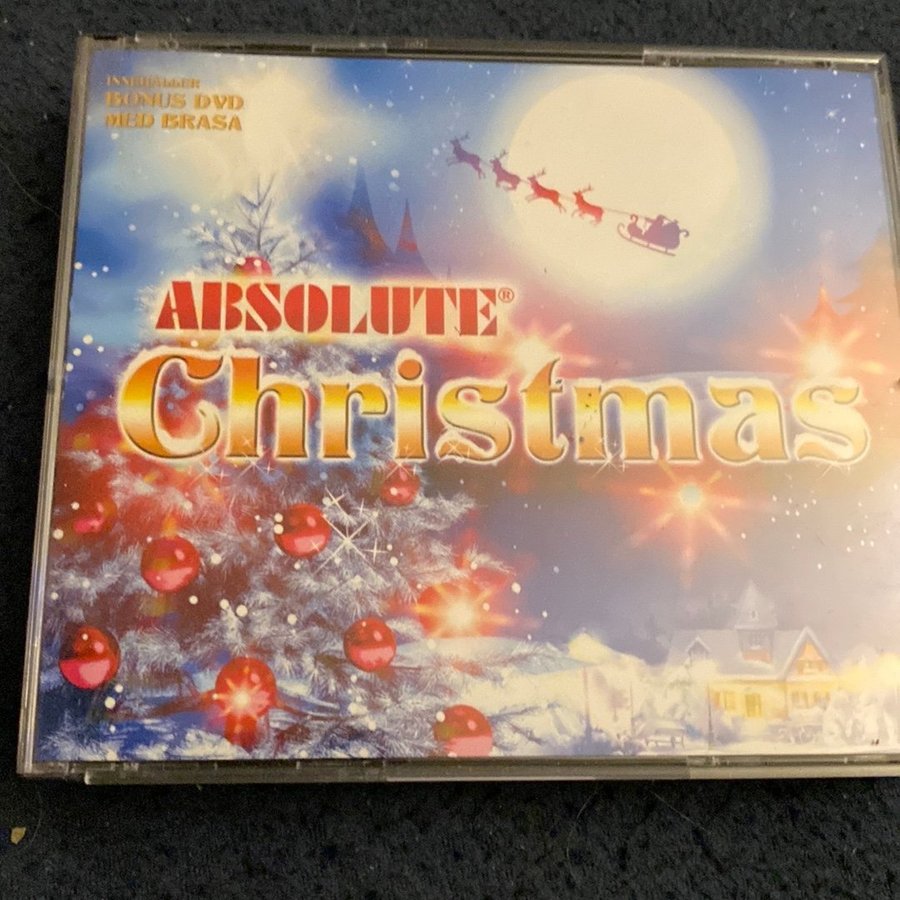 INNEHÅLLER
BONUS DVD
MED BRASA
ABSOLUTE®
Christmas